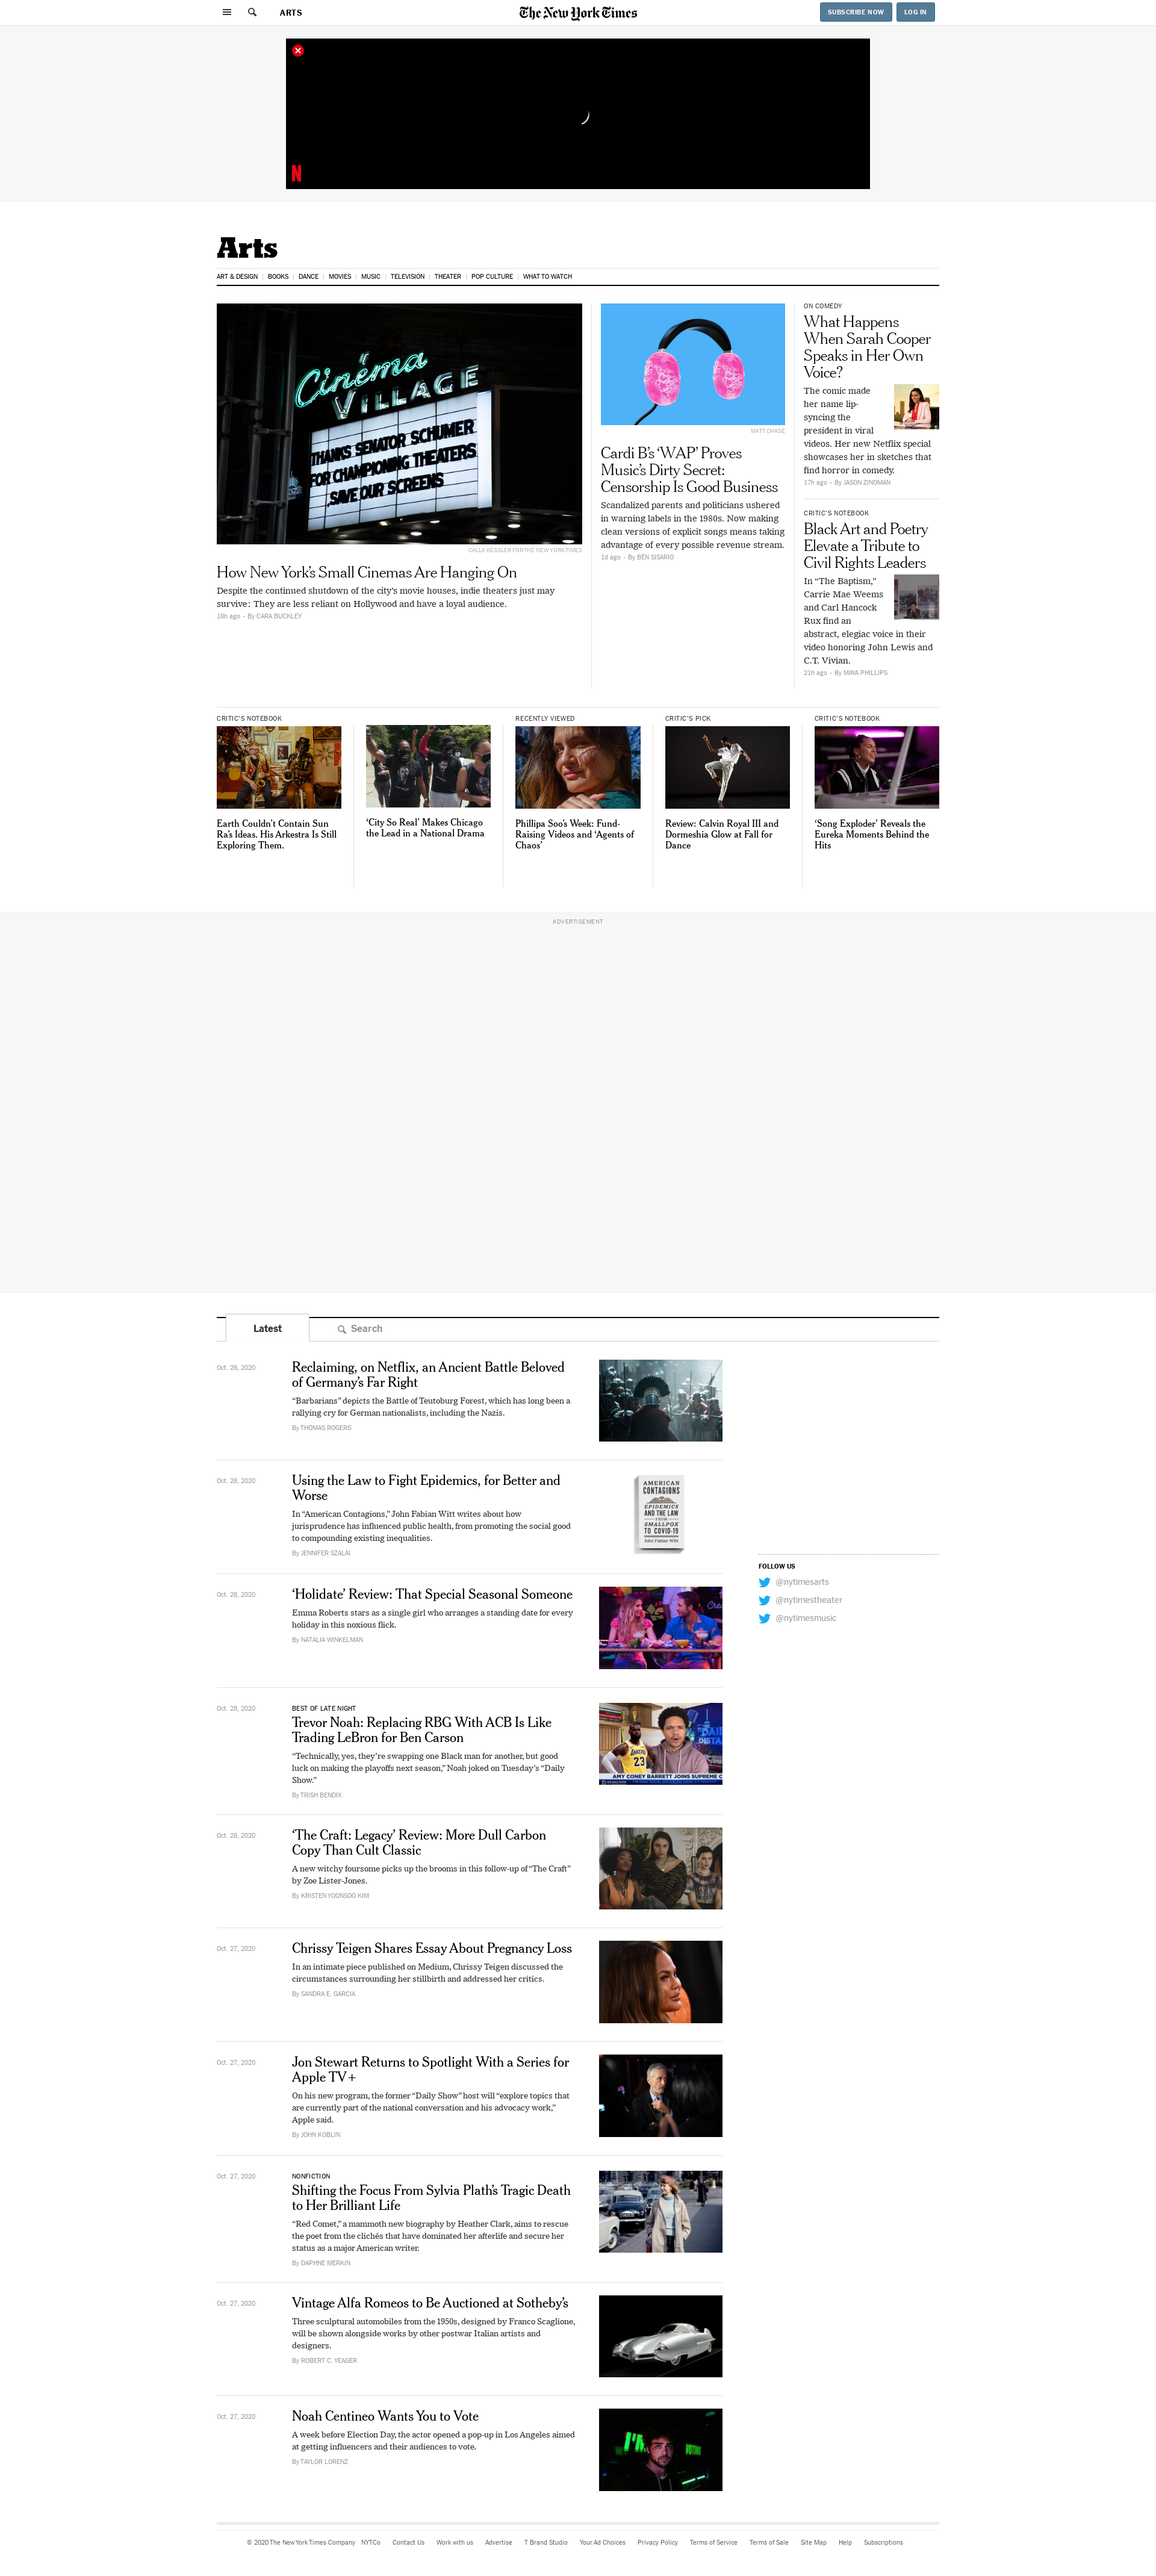 ARTS
The New York Times
SUBSCRIBE NOW
LOG IN
N
Arts
ART & DESIGN
BOOKS
DANCE
MOVIES
MUSIC
TELEVISION
THEATER
POP CULTURE
WHAT TO WATCH
Cinéma
VILLAGE
THANKS SENATOR SCHUMER
FOR CHAMPIONING THEATERS
SAVE OUR SCREENS
CALLA KESSLER FOR THE NEW YORK TIMES
How New York's Small Cinemas Are Hanging On
Despite the continued shutdown of the city's movie houses, indie theaters just may
survive: They are less reliant on Hollywood and have a loyal audience.
18h ago • By CARA BUCKLEY
MATT CHASE
Cardi B's ‘WAP’ Proves
Music's Dirty Secret:
Censorship Is Good Business
Scandalized parents and politicians ushered
in warning labels in the 1980s. Now making
clean versions of explicit songs means taking
advantage of every possible revenue stream.
1d ago • By BEN SISARIO
ON COMEDY
What Happens
When Sarah Cooper
Speaks in Her Own
Voice?
The comic made
her name lip-
syncing the
president in viral
videos. Her new Netflix special
showcases her in sketches that
find horror in comedy.
17h ago • By JASON ZINOMAN
CRITIC'S NOTEBOOK
Black Art and Poetry
Elevate a Tribute to
Civil Rights Leaders
In “The Baptism,”
Carrie Mae Weems
and Carl Hancock
Rux find an
abstract, elegiac voice in their
video honoring John Lewis and
C.T. Vivian.
21h ago • By MAYA PHILLIPS
CRITIC'S NOTEBOOK
Earth Couldn't Contain Sun
Ra's Ideas. His Arkestra Is Still
Exploring Them.
‘City So Real’ Makes Chicago
the Lead in a National Drama
RECENTLY VIEWED
Phillipa Soo's Week: Fund-
Raising Videos and ‘Agents of
Chaos’
CRITIC'S PICK
Review: Calvin Royal III and
Dormeshia Glow at Fall for
Dance
CRITIC'S NOTEBOOK
‘Song Exploder’ Reveals the
Eureka Moments Behind the
Hits
ADVERTISEMENT
Latest
Search
Oct. 28, 2020
Reclaiming, on Netflix, an Ancient Battle Beloved
of Germany's Far Right
“Barbarians” depicts the Battle of Teutoburg Forest, which has long been a
rallying cry for German nationalists, including the Nazis.
By THOMAS ROGERS
Oct. 28, 2020
Using the Law to Fight Epidemics, for Better and
Worse
In “American Contagions,” John Fabian Witt writes about how
jurisprudence has influenced public health, from promoting the social good
to compounding existing inequalities.
By JENNIFER SZALAI
AMERICAN
CONTAGIONS
EPIDEMICS
AND THE LAW
FROM
SMALLPOX
TO COVID-19
John Fabian Witt
FOLLOW US
@nytimesarts
@nytimestheater
@nytimesmusic
Oct. 28, 2020
‘Holidate’ Review: That Special Seasonal Someone
Emma Roberts stars as a single girl who arranges a standing date for every
holiday in this noxious flick.
By NATALIA WINKELMAN
Oct. 28, 2020
BEST OF LATE NIGHT
Trevor Noah: Replacing RBG With ACB Is Like
Trading LeBron for Ben Carson
“Technically, yes, they're swapping one Black man for another, but good
luck on making the playoffs next season,” Noah joked on Tuesday's “Daily
Show.”
By TRISH BENDIX
23
AMY CONEY BARRETT JOINS SUPREME C
Oct. 28, 2020
‘The Craft: Legacy’ Review: More Dull Carbon
Copy Than Cult Classic
A new witchy foursome picks up the brooms in this follow-up of “The Craft”
by Zoe Lister-Jones.
By KRISTEN YOONSOO KIM
Oct. 27, 2020
Chrissy Teigen Shares Essay About Pregnancy Loss
In an intimate piece published on Medium, Chrissy Teigen discussed the
circumstances surrounding her stillbirth and addressed her critics.
By SANDRA E. GARCIA
Oct. 27, 2020
Jon Stewart Returns to Spotlight With a Series for
Apple TV+
On his new program, the former “Daily Show” host will “explore topics that
are currently part of the national conversation and his advocacy work,”
Apple said.
By JOHN KOBLIN
Oct. 27, 2020
NONFICTION
Shifting the Focus From Sylvia Plath's Tragic Death
to Her Brilliant Life
“Red Comet,” a mammoth new biography by Heather Clark, aims to rescue
the poet from the clichés that have dominated her afterlife and secure her
status as a major American writer.
By DAPHNE MERKIN
Oct. 27, 2020
Vintage Alfa Romeos to Be Auctioned at Sotheby's
Three sculptural automobiles from the 1950s, designed by Franco Scaglione,
will be shown alongside works by other postwar Italian artists and
designers.
By ROBERT C. YEAGER
Oct. 27, 2020
Noah Centineo Wants You to Vote
A week before Election Day, the actor opened a pop-up in Los Angeles aimed
at getting influencers and their audiences to vote.
By TAYLOR LORENZ
I'M VOTING
© 2020 The New York Times Company
NYTCo
Contact Us
Work with us
Advertise
T Brand Studio
Your Ad Choices
Privacy Policy
Terms of Service
Terms of Sale
Site Map
Help
Subscriptions